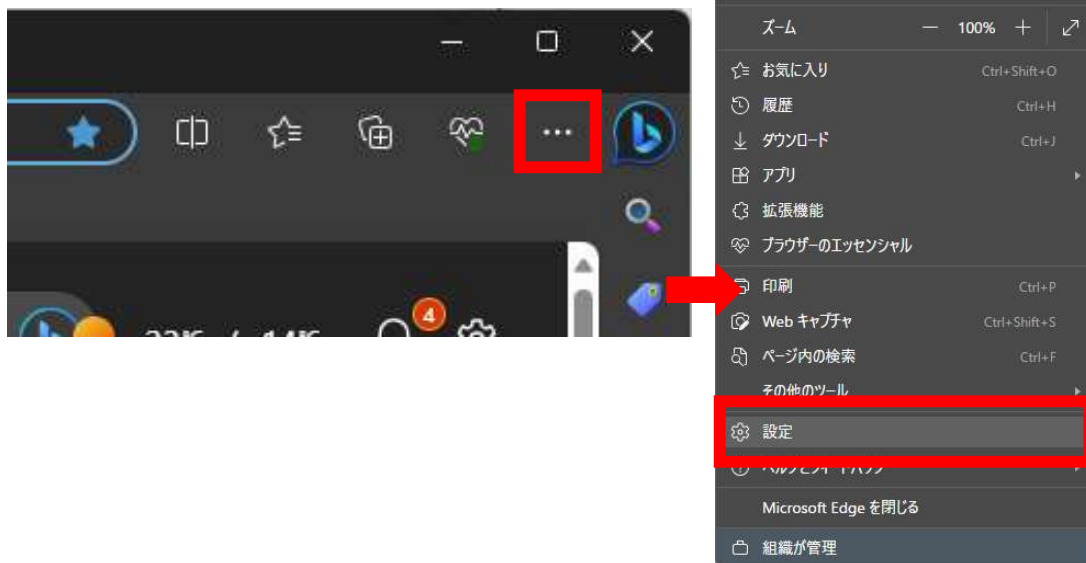 4
ズーム — 100% +
お気に入り Ctrl+Shift+O
履歴 Ctrl+H
ダウンロード Ctrl+J
アプリ
拡張機能
ブラウザーのエッセンシャル
印刷 Ctrl+P
Web キャプチャ Ctrl+Shift+S
ページ内の検索 Ctrl+F
その他のツール
設定
Microsoft Edge を閉じる
組織が管理